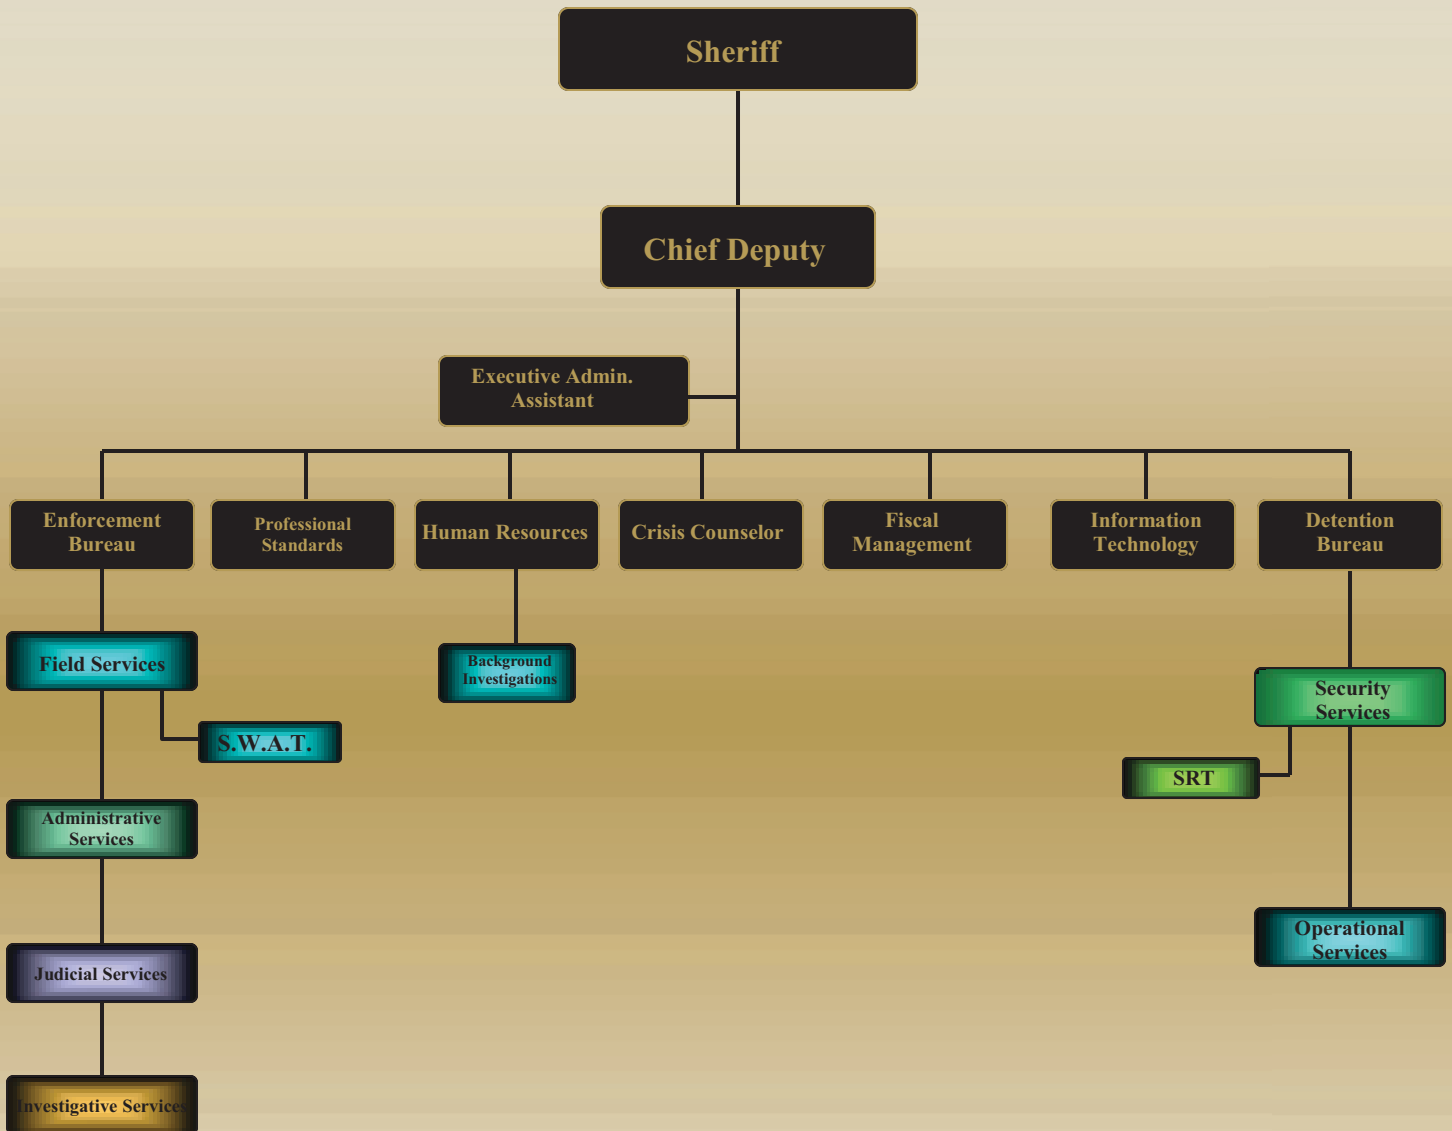 Sheriff
Chief Deputy
Executive Admin.
Assistant
Enforcement
Bureau
Professional
Standards
Human Resources
Crisis Counselor
Fiscal
Management
Information
Technology
Detention
Bureau
Field Services
Background
Investigations
Security
Services
S.W.A.T.
SRT
Administrative
Services
Operational
Services
Judicial Services
Investigative Services